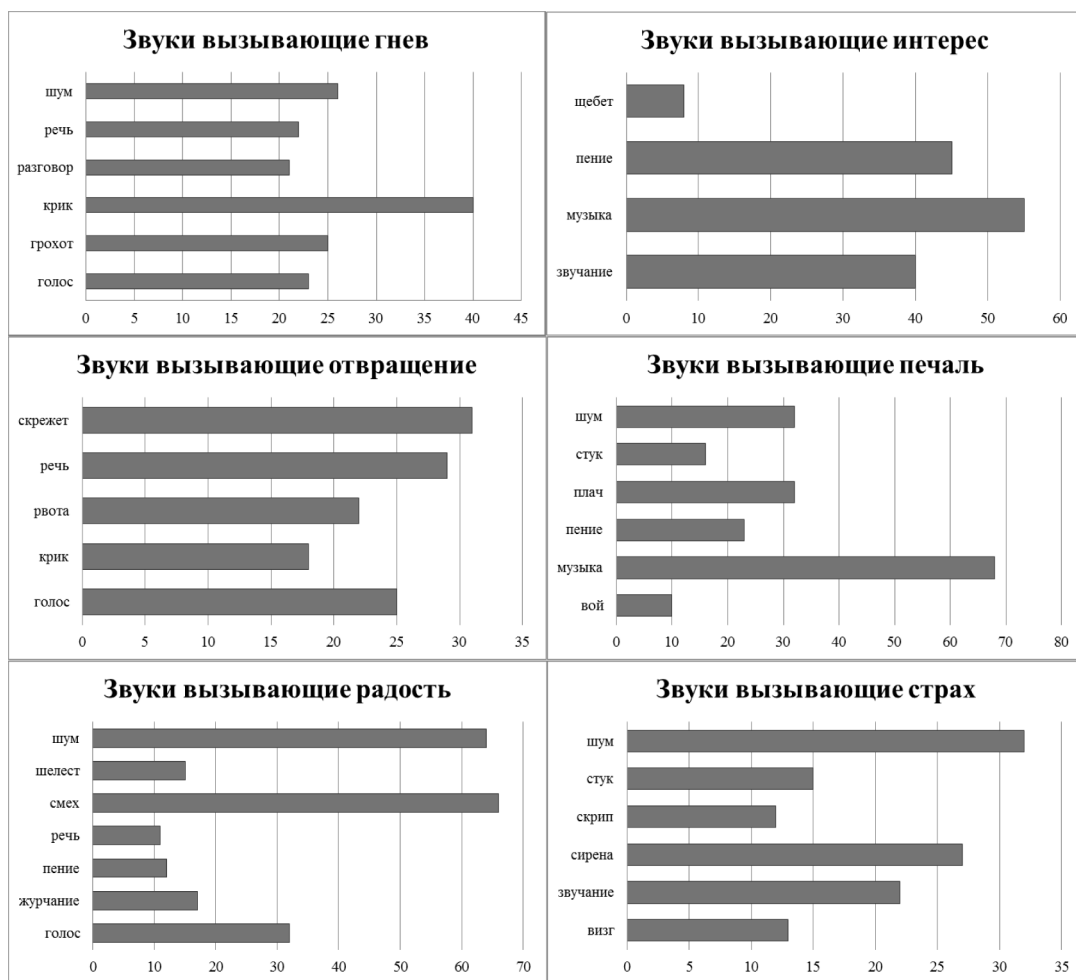 Звуки вызывающие гнев
шум
речь
разговор
крик
грохот
голос
0 5 10 15 20 25 30 35 40 45
Звуки вызывающие интерес
щебет
пение
музыка
звучание
0 10 20 30 40 50 60
Звуки вызывающие отвращение
скрежет
речь
рвота
крик
голос
0 5 10 15 20 25 30 35
Звуки вызывающие печаль
шум
стук
плач
пение
музыка
вой
0 10 20 30 40 50 60 70 80
Звуки вызывающие радость
шум
шелест
смех
речь
пение
журчание
голос
0 10 20 30 40 50 60 70
Звуки вызывающие страх
шум
стук
скрип
сирена
звучание
визг
0 5 10 15 20 25 30 35